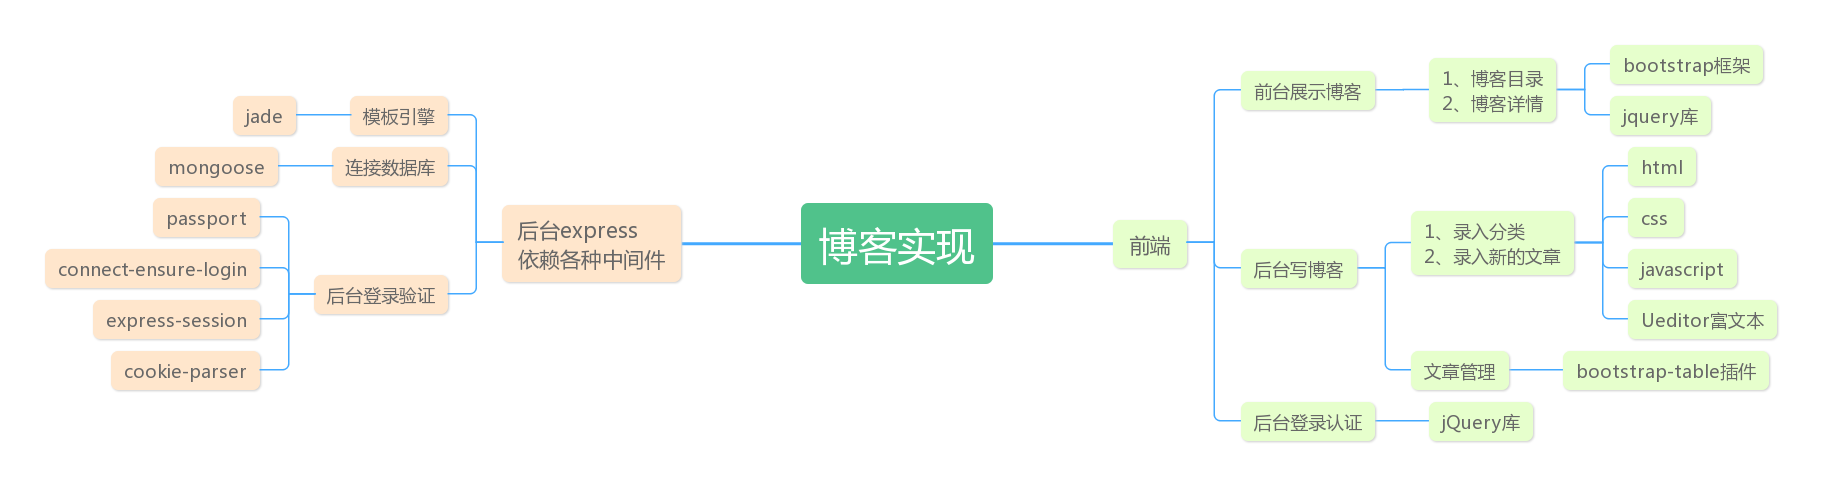 博客实现
后台express
依赖各种中间件
模板引擎
jade
连接数据库
mongoose
后台登录验证
passport
connect-ensure-login
express-session
cookie-parser
前端
前台展示博客
1、博客目录
2、博客详情
bootstrap框架
jquery库
后台写博客
1、录入分类
2、录入新的文章
html
css
javascript
Ueditor富文本
文章管理
bootstrap-table插件
后台登录认证
jQuery库